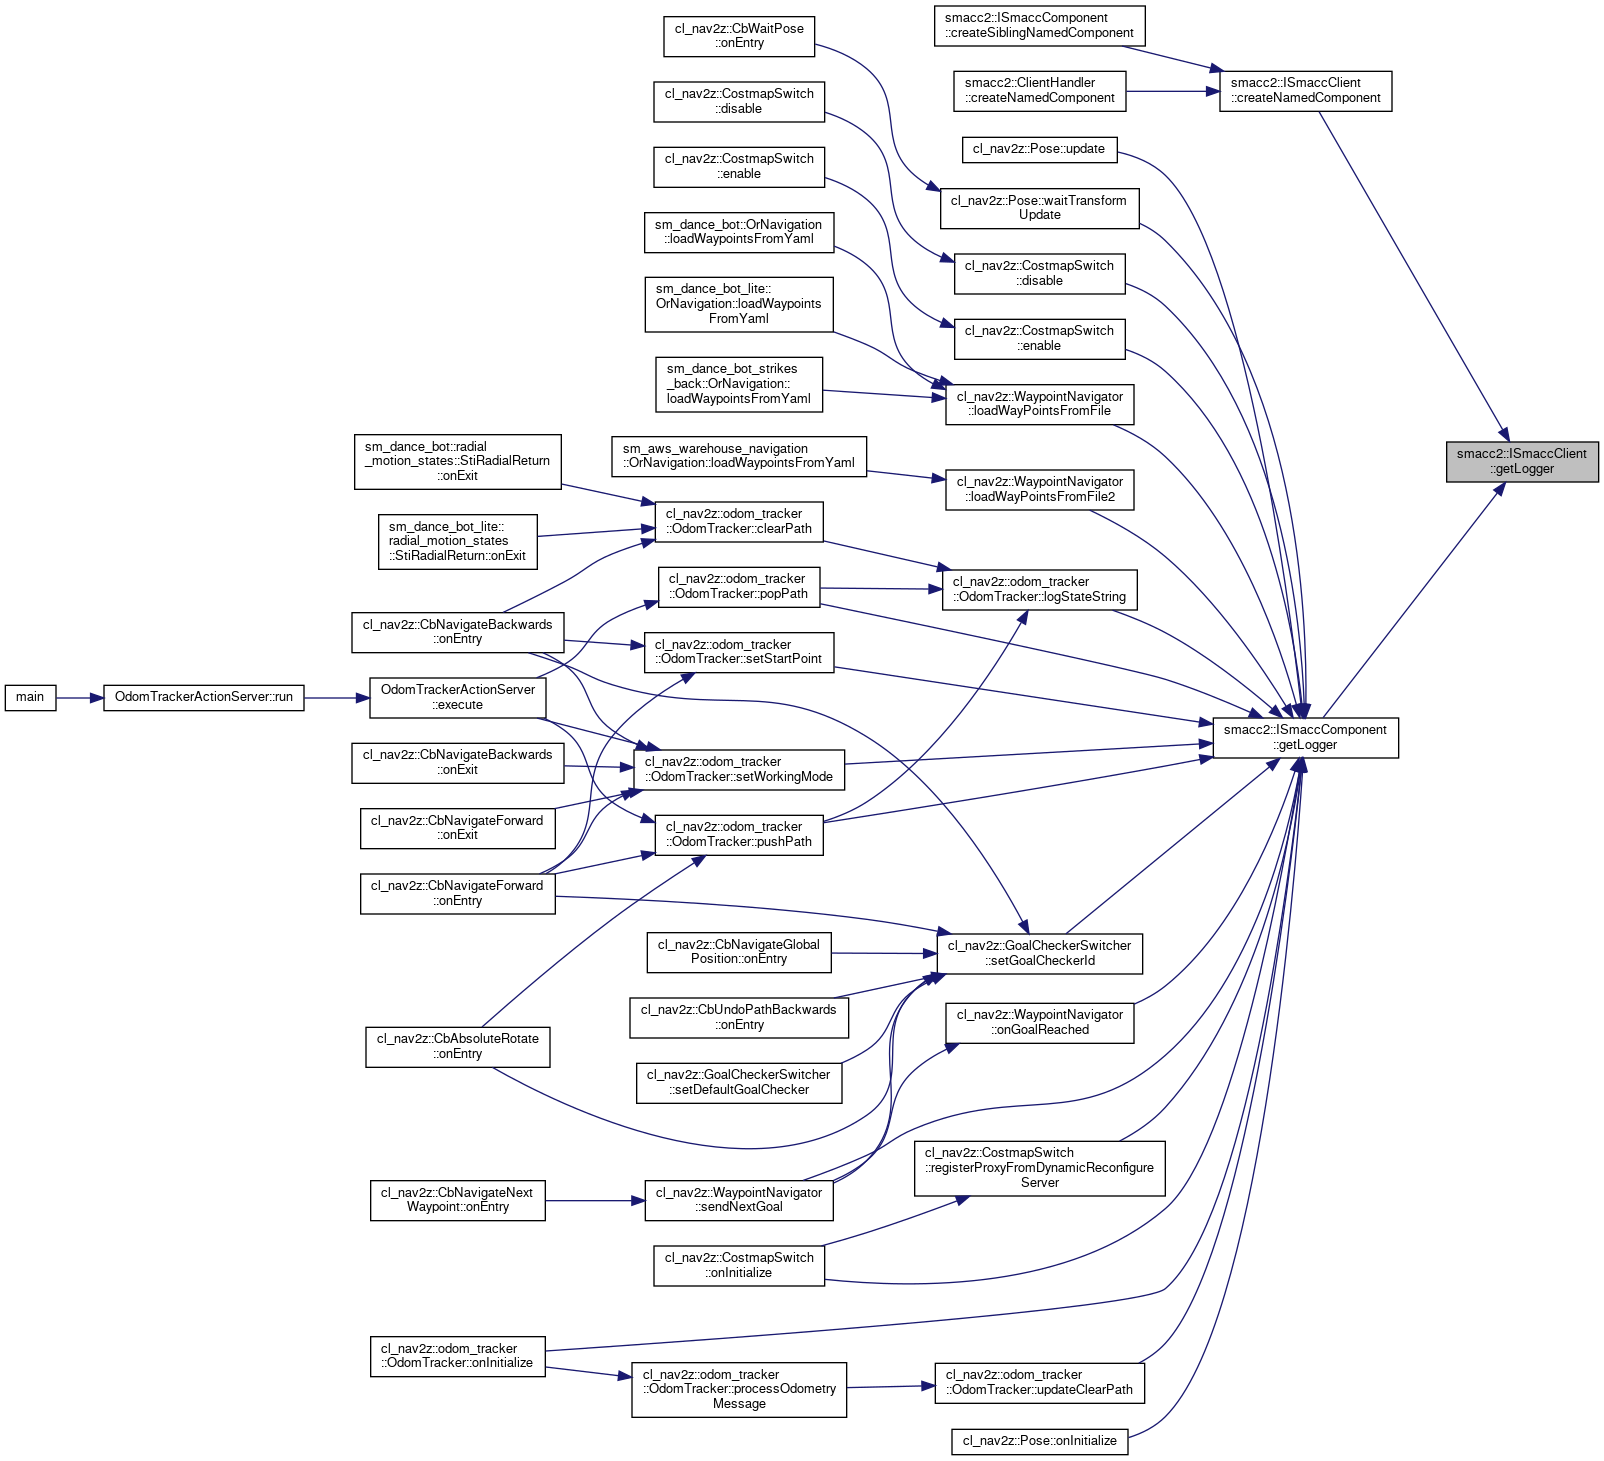 cl_nav2z::CbWaitPose
::onEntry
smacc2::ISmaccComponent
::createSiblingNamedComponent
smacc2::ClientHandler
::createNamedComponent
smacc2::ISmaccClient
::createNamedComponent
cl_nav2z::CostmapSwitch
::disable
cl_nav2z::Pose::update
cl_nav2z::CostmapSwitch
::enable
cl_nav2z::Pose::waitTransform
Update
sm_dance_bot::OrNavigation
::loadWaypointsFromYaml
cl_nav2z::CostmapSwitch
::disable
sm_dance_bot_lite::
OrNavigation::loadWaypoints
FromYaml
cl_nav2z::CostmapSwitch
::enable
sm_dance_bot_strikes
_back::OrNavigation::
loadWaypointsFromYaml
cl_nav2z::WaypointNavigator
::loadWayPointsFromFile
sm_dance_bot::radial
_motion_states::StiRadialReturn
::onExit
sm_aws_warehouse_navigation
::OrNavigation::loadWaypointsFromYaml
cl_nav2z::WaypointNavigator
::loadWayPointsFromFile2
smacc2::ISmaccClient
::getLogger
sm_dance_bot_lite::
radial_motion_states
::StiRadialReturn::onExit
cl_nav2z::odom_tracker
::OdomTracker::clearPath
cl_nav2z::odom_tracker
::OdomTracker::popPath
cl_nav2z::odom_tracker
::OdomTracker::logStateString
cl_nav2z::CbNavigateBackwards
::onEntry
cl_nav2z::odom_tracker
::OdomTracker::setStartPoint
main
OdomTrackerActionServer::run
OdomTrackerActionServer
::execute
smacc2::ISmaccComponent
::getLogger
cl_nav2z::CbNavigateBackwards
::onExit
cl_nav2z::odom_tracker
::OdomTracker::setWorkingMode
cl_nav2z::CbNavigateForward
::onExit
cl_nav2z::odom_tracker
::OdomTracker::pushPath
cl_nav2z::CbNavigateForward
::onEntry
cl_nav2z::CbNavigateGlobal
Position::onEntry
cl_nav2z::GoalCheckerSwitcher
::setGoalCheckerId
cl_nav2z::CbUndoPathBackwards
::onEntry
cl_nav2z::WaypointNavigator
::onGoalReached
cl_nav2z::CbAbsoluteRotate
::onEntry
cl_nav2z::GoalCheckerSwitcher
::setDefaultGoalChecker
cl_nav2z::CostmapSwitch
::registerProxyFromDynamicReconfigure
Server
cl_nav2z::CbNavigateNext
Waypoint::onEntry
cl_nav2z::WaypointNavigator
::sendNextGoal
cl_nav2z::CostmapSwitch
::onInitialize
cl_nav2z::odom_tracker
::OdomTracker::onInitialize
cl_nav2z::odom_tracker
::OdomTracker::processOdometry
Message
cl_nav2z::odom_tracker
::OdomTracker::updateClearPath
cl_nav2z::Pose::onInitialize